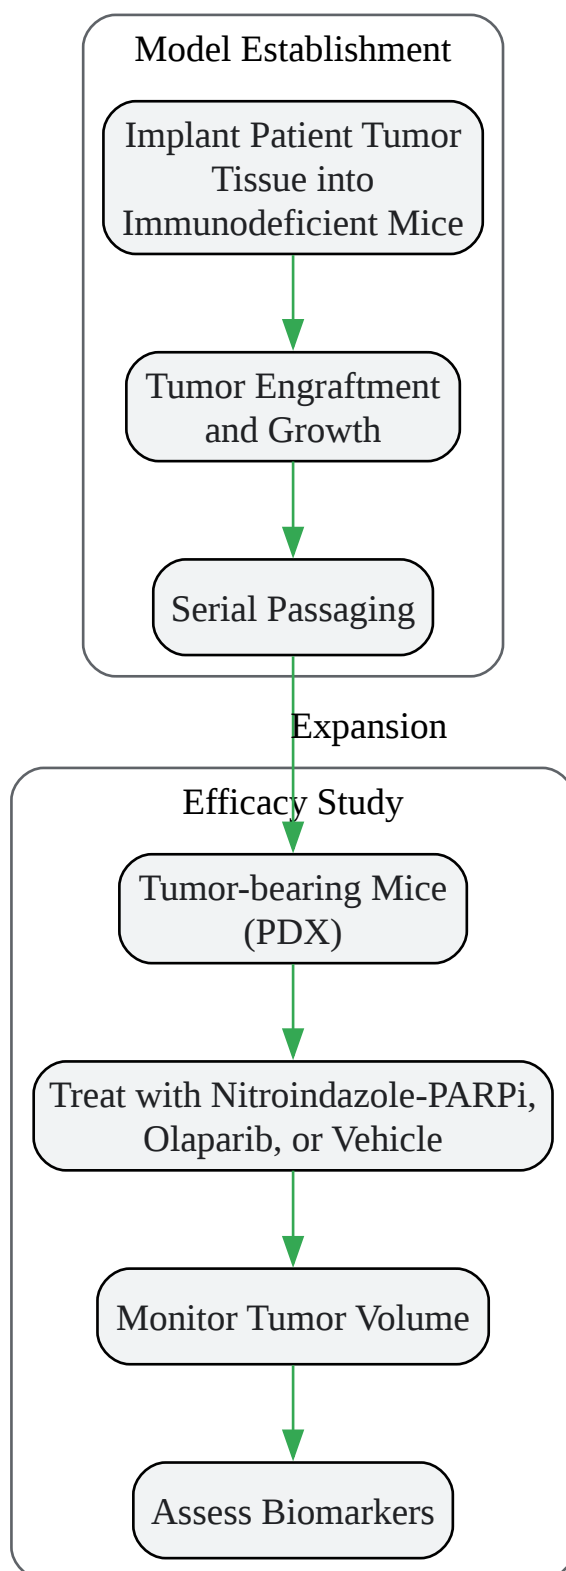 Model Establishment
Implant Patient Tumor
Tissue into
Immunodeficient Mice
Tumor Engraftment
and Growth
Serial Passaging
Expansion
Efficacy Study
Tumor-bearing Mice
(PDX)
Treat with Nitroindazole-PARPi,
Olaparib, or Vehicle
Monitor Tumor Volume
Assess Biomarkers